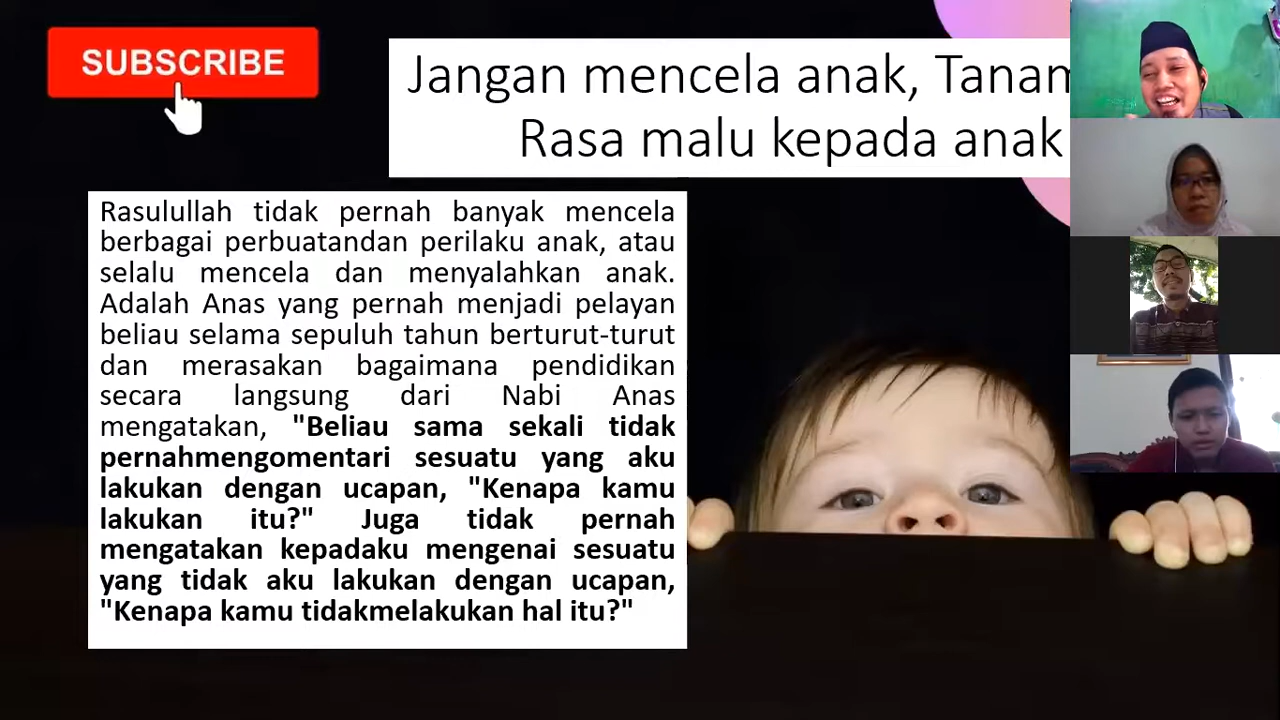 SUBSCRIBE
Jangan mencela anak,
Rasa malu kepada anak
Rasulullah tidak pernah banyak mencela
berbagai perbuatandan perilaku anak, atau
selalu mencela dan menyalahkan anak.
Adalah Anas yang pernah menjadi pelayan
beliau selama sepuluh tahun berturut-turut
dan merasakan bagaimana pendidikan
secara langsung dari Nabi Anas
mengatakan, "Beliau sama sekali tidak
pernahmengomentari sesuatu yang aku
lakukan dengan ucapan, "Kenapa kamu
lakukan itu?" Juga tidak pernah
mengatakan kepadaku mengenai sesuatu
yang tidak aku lakukan dengan ucapan,
"Kenapa kamu tidakmelakukan hal itu?"